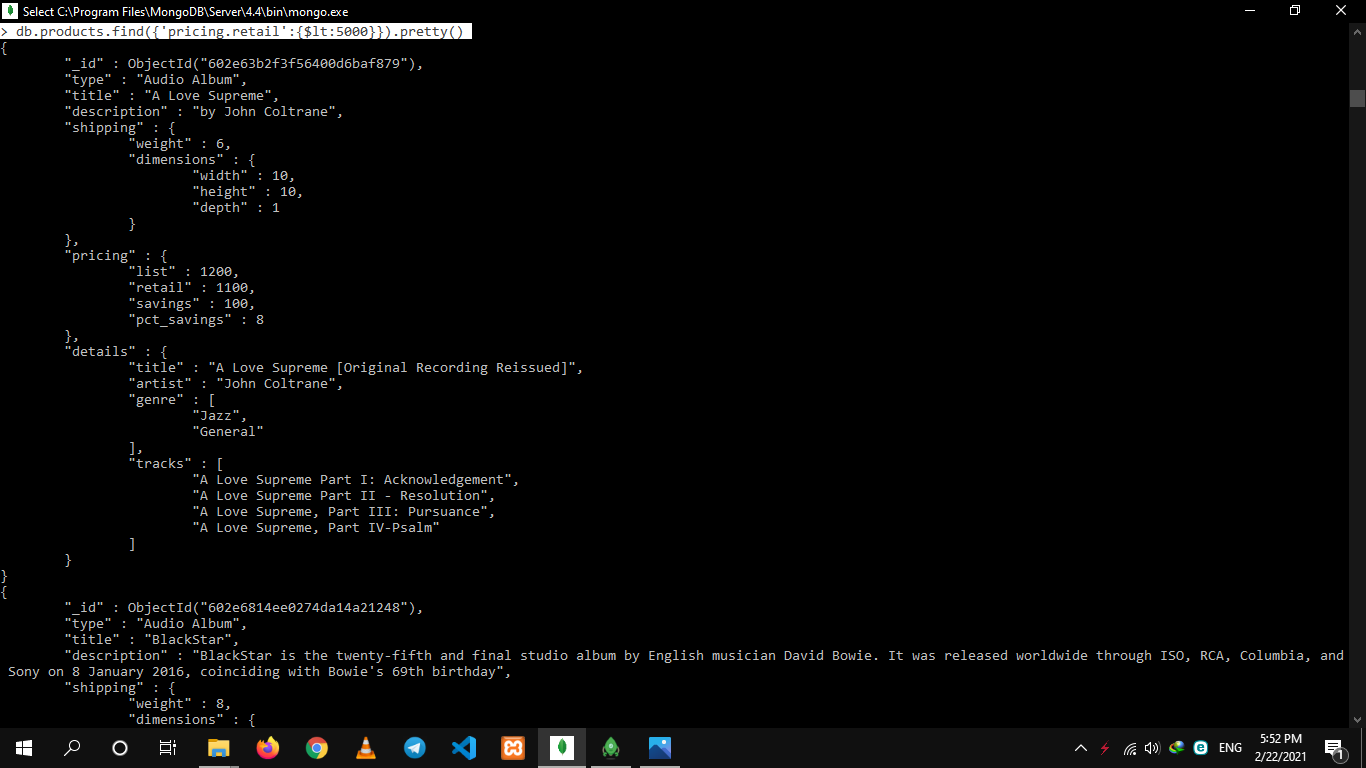 Select C:\Program Files\MongoDB\Server\4.4\bin\mongo.exe
> db.products.find({'pricing.retail':{$lt:5000}}).pretty()
{
        "_id" : ObjectId("602e63b2f3f56400d6baf879"),
        "type" : "Audio Album",
        "title" : "A Love Supreme",
        "description" : "by John Coltrane",
        "shipping" : {
                "weight" : 6,
                "dimensions" : {
                        "width" : 10,
                        "height" : 10,
                        "depth" : 1
                }
        },
        "pricing" : {
                "list" : 1200,
                "retail" : 1100,
                "savings" : 100,
                "pct_savings" : 8
        },
        "details" : {
                "title" : "A Love Supreme [Original Recording Reissued]",
                "artist" : "John Coltrane",
                "genre" : [
                        "Jazz",
                        "General"
                ],
                "tracks" : [
                        "A Love Supreme Part I: Acknowledgement",
                        "A Love Supreme Part II - Resolution",
                        "A Love Supreme, Part III: Pursuance",
                        "A Love Supreme, Part IV-Psalm"
                ]
        }
}
{
        "_id" : ObjectId("602e6814ee0274da14a21248"),
        "type" : "Audio Album",
        "title" : "BlackStar",
        "description" : "BlackStar is the twenty-fifth and final studio album by English musician David Bowie. It was released worldwide through ISO, RCA, Columbia, and
 Sony on 8 January 2016, coinciding with Bowie's 69th birthday",
        "shipping" : {
                "weight" : 8,
                "dimensions" : {
ENG
5:52 PM
2/22/2021
1